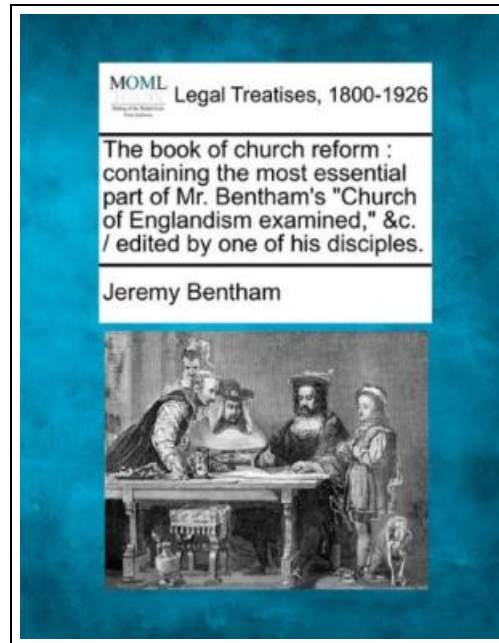 MOML Legal Treatises, 1800-1926
The book of church reform :
containing the most essential
part of Mr. Bentham's "Church
of Englandism examined," &c.
/ edited by one of his disciples.
Jeremy Bentham